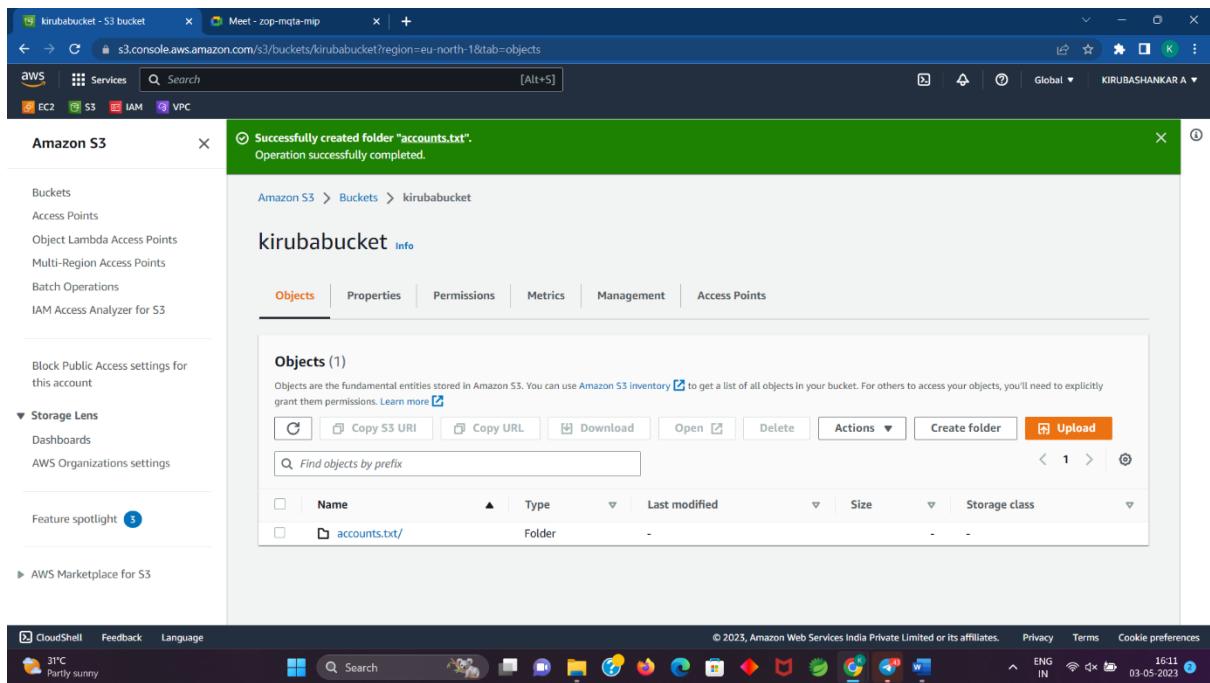 kirubabucket - S3 bucket
Meet - zop-mqta-mip
s3.console.aws.amazon.com/s3/buckets/kirubabucket?region=eu-north-1&tab=objects
K
aws
Services
Search
[Alt+S]
Global
KIRUBASHANKAR A
EC2 S3 IAM VPC
Amazon S3
Buckets
Access Points
Object Lambda Access Points
Multi-Region Access Points
Batch Operations
IAM Access Analyzer for S3
Block Public Access settings for
this account
Storage Lens
Dashboards
AWS Organizations settings
Feature spotlight 3
AWS Marketplace for S3
Successfully created folder "accounts.txt".
Operation successfully completed.
Amazon S3 Buckets kirubabucket
kirubabucket Info
Objects Properties Permissions Metrics Management Access Points
Objects (1)
Objects are the fundamental entities stored in Amazon S3. You can use Amazon S3 inventory to get a list of all objects in your bucket. For others to access your objects, you'll need to explicitly
grant them permissions. Learn more
Copy S3 URI Copy URL Download Open Delete Actions Create folder Upload
Find objects by prefix
1
Name Type Last modified Size Storage class
accounts.txt/ Folder - - -
CloudShell Feedback Language
© 2023, Amazon Web Services India Private Limited or its affiliates. Privacy Terms Cookie preferences
31°C
Partly sunny
Search
ENG
IN
16:11
03-05-2023
2